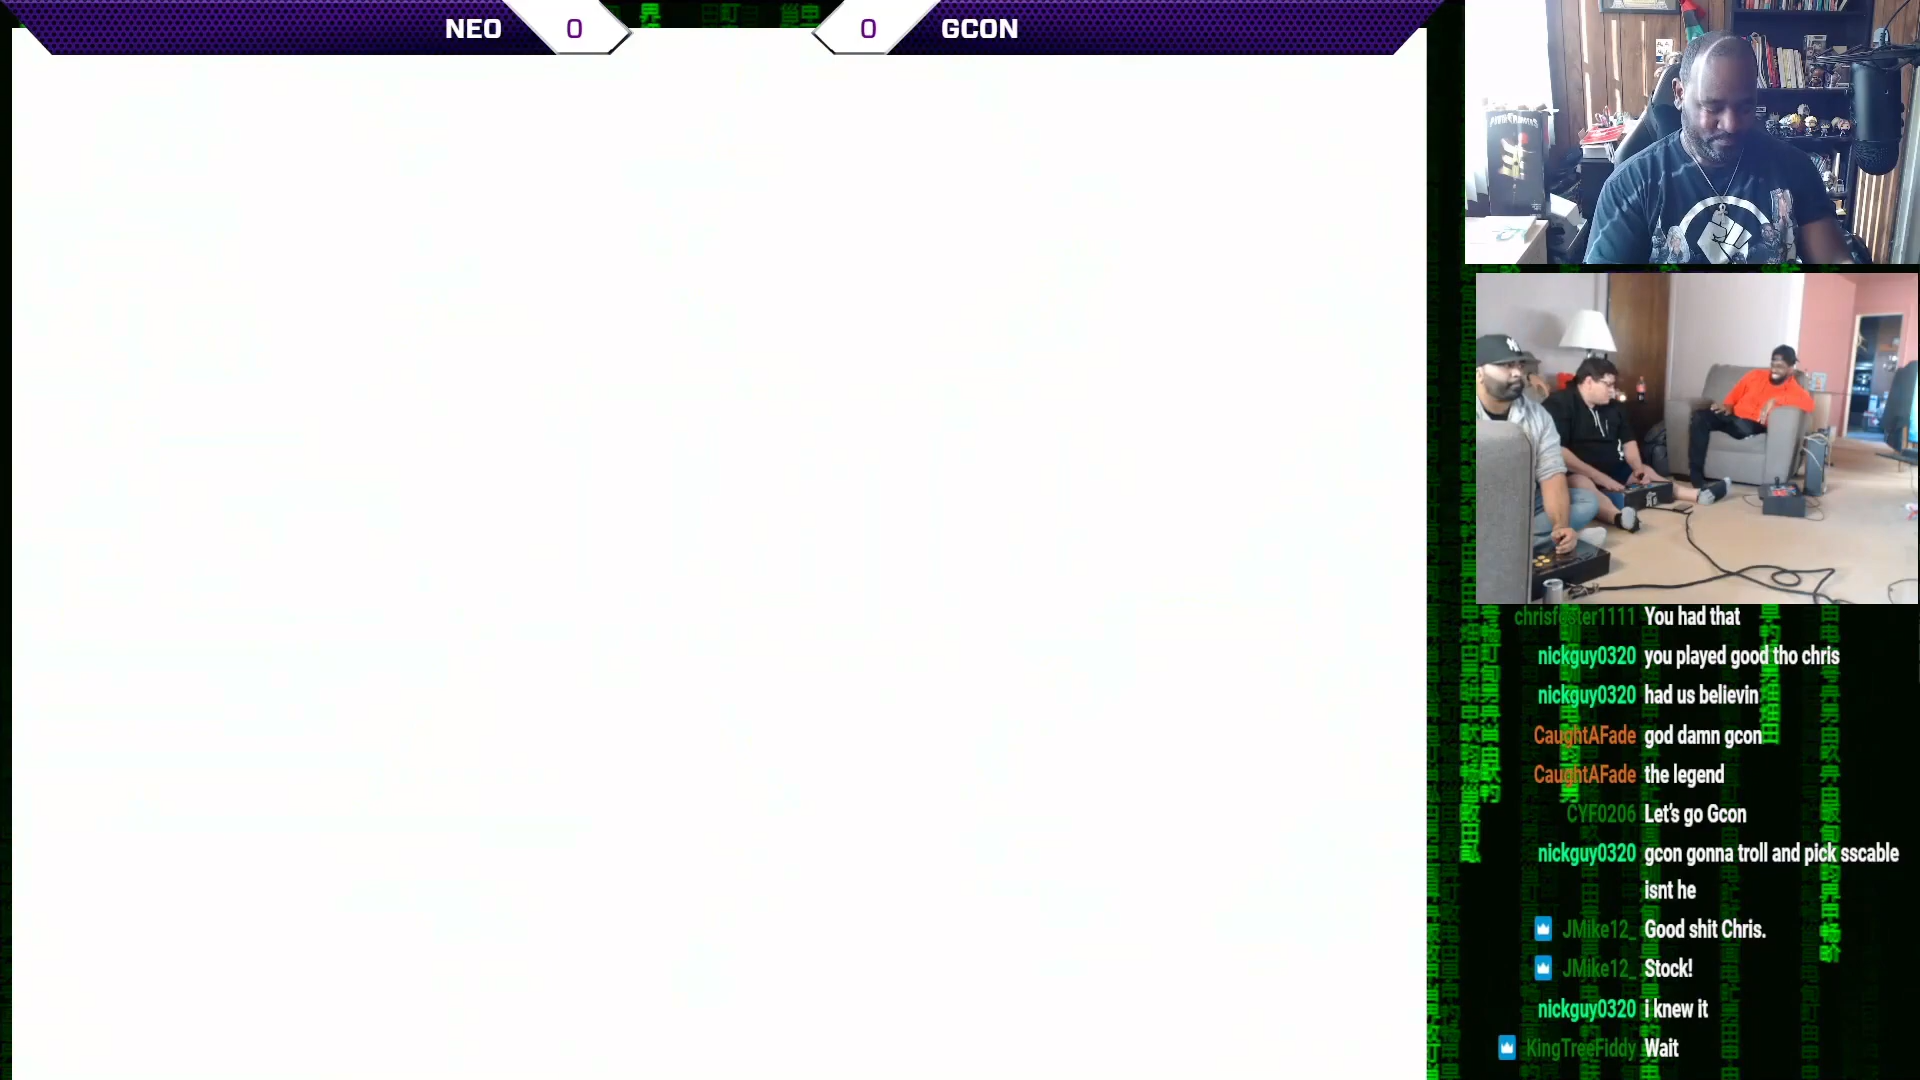 NEO 0 0 GCON
chrisfoster1111 You had that
nickguy0320 you played good tho chris
nickguy0320 had us believin
CaughtAFade god damn gcon
CaughtAFade the legend
CYF0206 Let's go Gcon
nickguy0320 gcon gonna troll and pick sscable
isnt he
JMike12_ Good shit Chris.
JMike12_ Stock!
nickguy0320 i knew it
KingTreeFiddy Wait